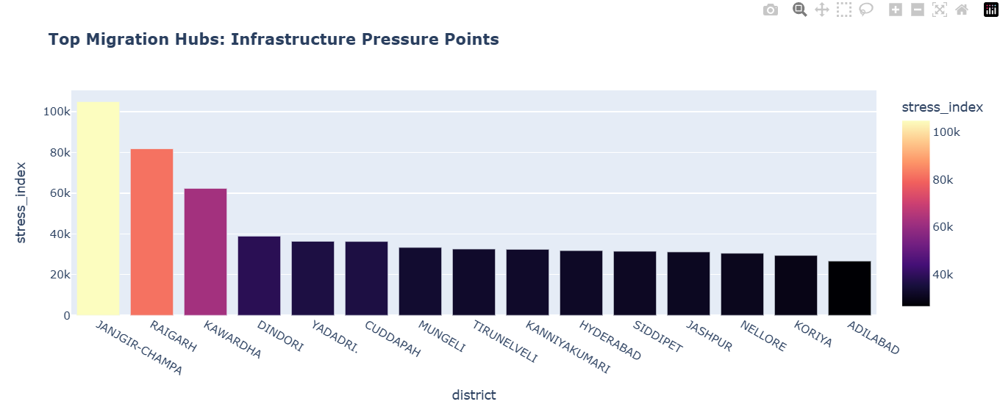 Top Migration Hubs: Infrastructure Pressure Points
stress_index
100k
80k
60k
40k
20k
0
JANJGIR-CHAMPA
RAIGARH
KAWARDHA
DINDORI
YADADRI.
CUDDAPAH
MUNGELI
TIRUNELVELI
KANNIYAKUMARI
HYDERABAD
SIDDIPET
JASHPUR
NELLORE
KORIYA
ADILABAD
district
stress_index
100k
80k
60k
40k